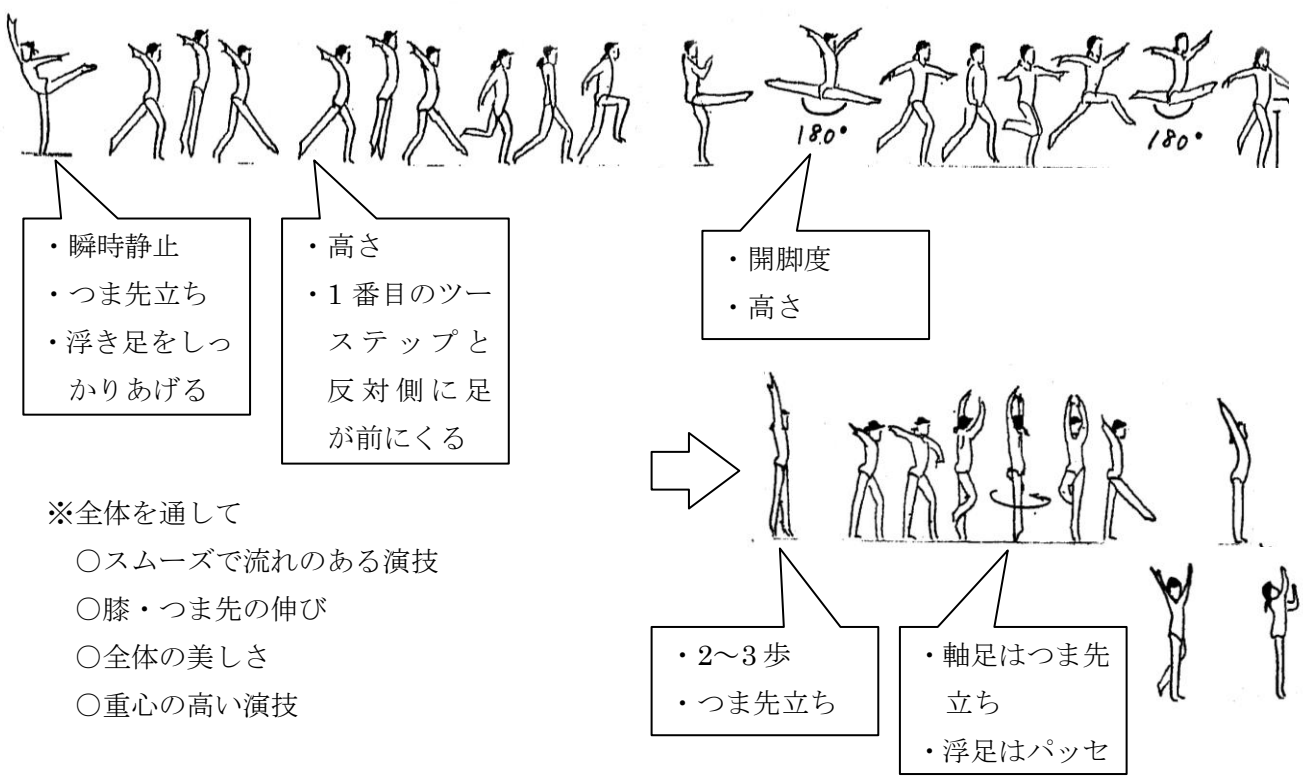 180°
180°
・瞬時静止
・つま先立ち
・浮き足をしっ
かりあげる
・高さ
・1 番目のツー
ステップと
反対側に足
が前にくる
・開脚度
・高さ
※全体を通して
○スムーズで流れのある演技
○膝・つま先の伸び
○全体の美しさ
○重心の高い演技
・2～3 歩
・つま先立ち
・軸足はつま先
立ち
・浮足はパッセ